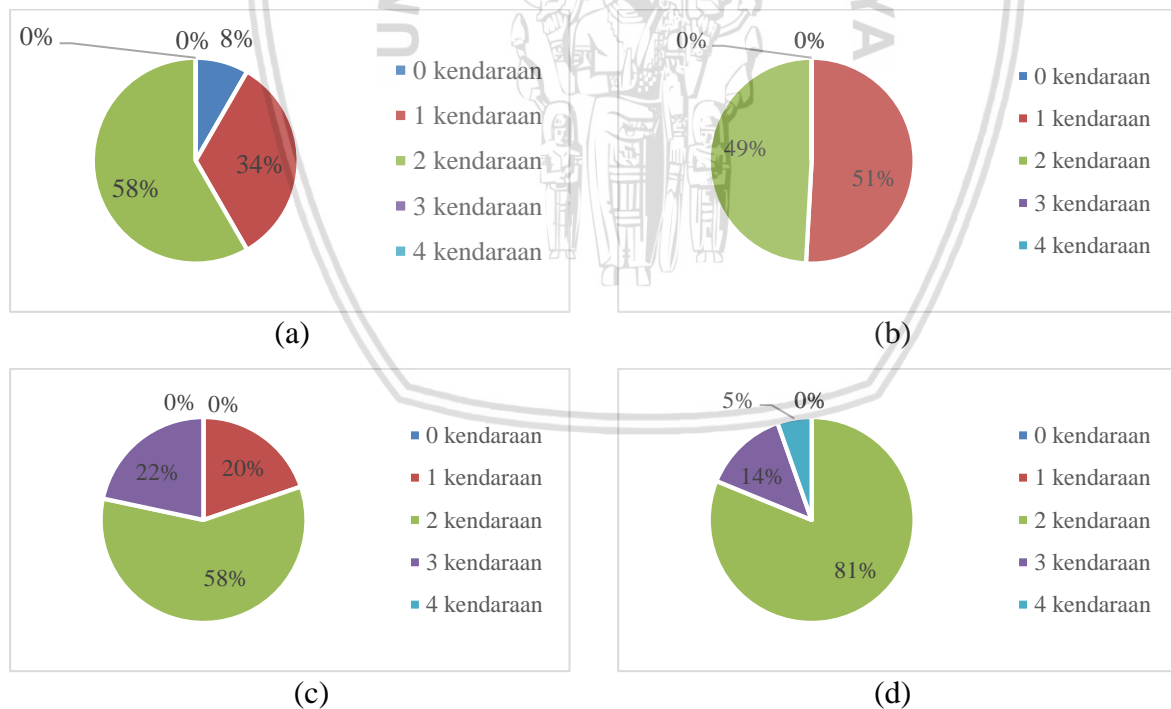 0% 0% 8%
34%
58%
0 kendaraan
1 kendaraan
2 kendaraan
3 kendaraan
4 kendaraan
(a)
0% 0%
49%
51%
0 kendaraan
1 kendaraan
2 kendaraan
3 kendaraan
4 kendaraan
(b)
0% 0%
22% 20%
58%
0 kendaraan
1 kendaraan
2 kendaraan
3 kendaraan
4 kendaraan
(c)
5% 0%
14%
81%
0 kendaraan
1 kendaraan
2 kendaraan
3 kendaraan
4 kendaraan
(d)